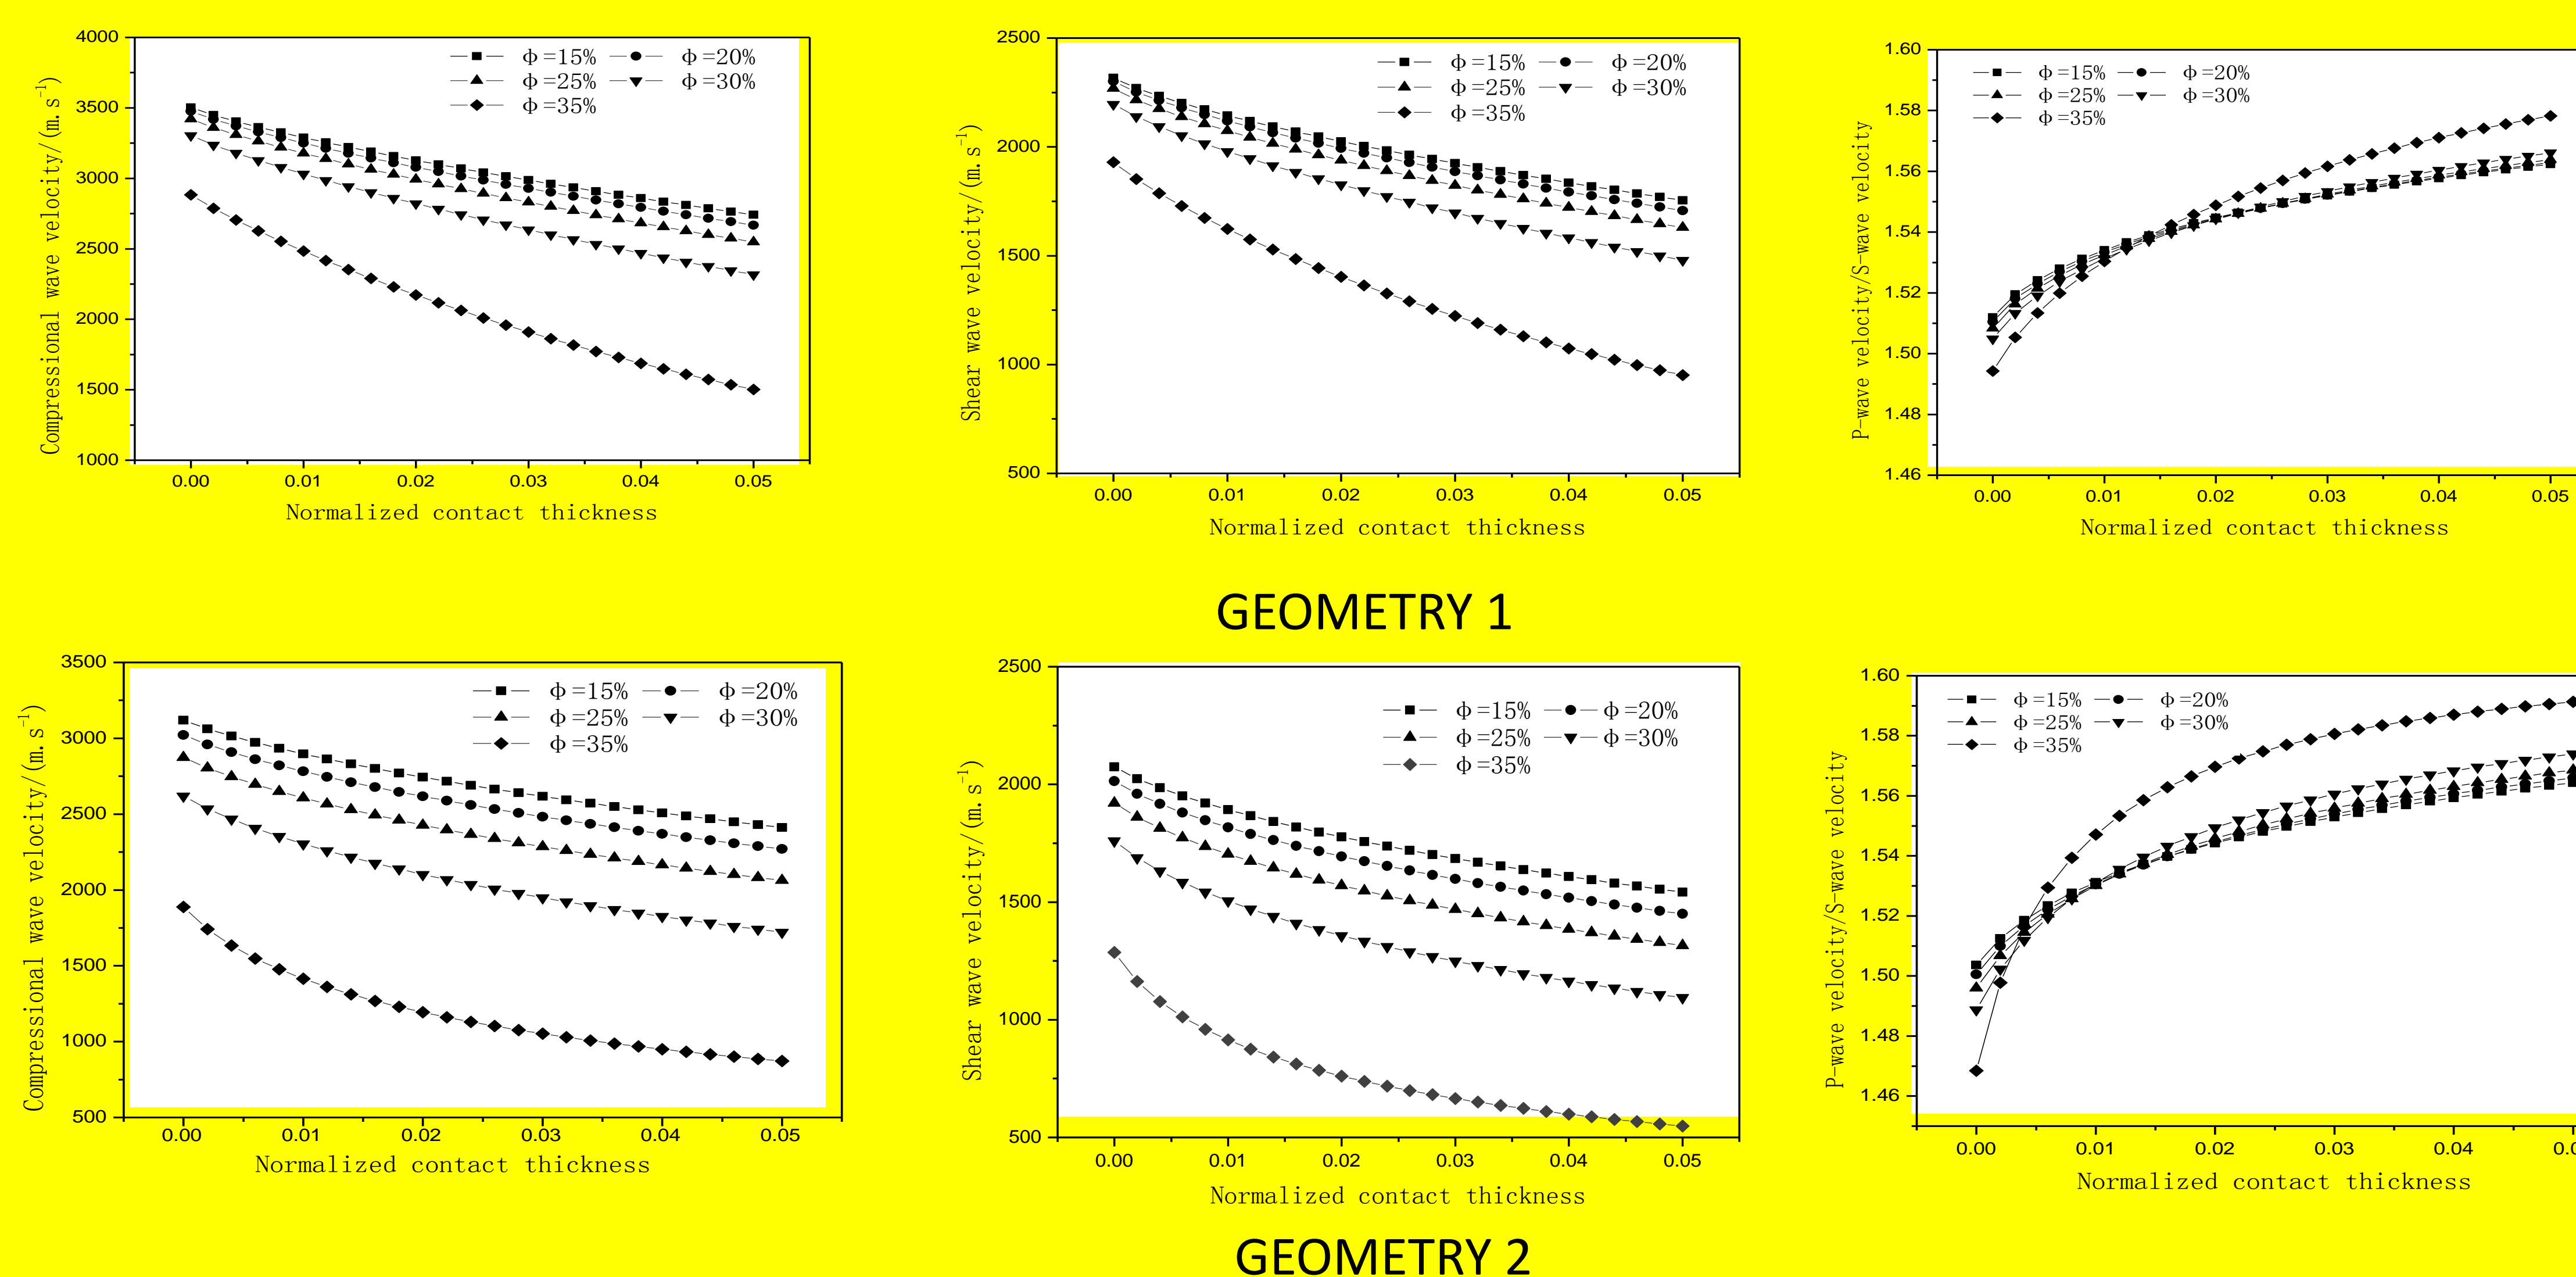 4000
3500
3000
2500
2000
1500
1000
Compressional wave velocity/(m.s⁻¹)
ϕ=15% ϕ=20%
ϕ=25% ϕ=30%
ϕ=35%
0.00 0.01 0.02 0.03 0.04 0.05
Normalized contact thickness
2500
2000
1500
1000
500
Shear wave velocity/(m.s⁻¹)
ϕ=15% ϕ=20%
ϕ=25% ϕ=30%
ϕ=35%
0.00 0.01 0.02 0.03 0.04 0.05
Normalized contact thickness
1.60
1.58
1.56
1.54
1.52
1.50
1.48
1.46
P-wave velocity/S-wave velocity
ϕ=15% ϕ=20%
ϕ=25% ϕ=30%
ϕ=35%
0.00 0.01 0.02 0.03 0.04 0.05
Normalized contact thickness
GEOMETRY 1
3500
3000
2500
2000
1500
1000
500
Compressional wave velocity/(m.s⁻¹)
ϕ=15% ϕ=20%
ϕ=25% ϕ=30%
ϕ=35%
0.00 0.01 0.02 0.03 0.04 0.05
Normalized contact thickness
2500
2000
1500
1000
500
Shear wave velocity/(m.s⁻¹)
ϕ=15% ϕ=20%
ϕ=25% ϕ=30%
ϕ=35%
0.00 0.01 0.02 0.03 0.04 0.05
Normalized contact thickness
1.60
1.58
1.56
1.54
1.52
1.50
1.48
1.46
P-wave velocity/S-wave velocity
ϕ=15% ϕ=20%
ϕ=25% ϕ=30%
ϕ=35%
0.00 0.01 0.02 0.03 0.04
Normalized contact thickness
GEOMETRY 2